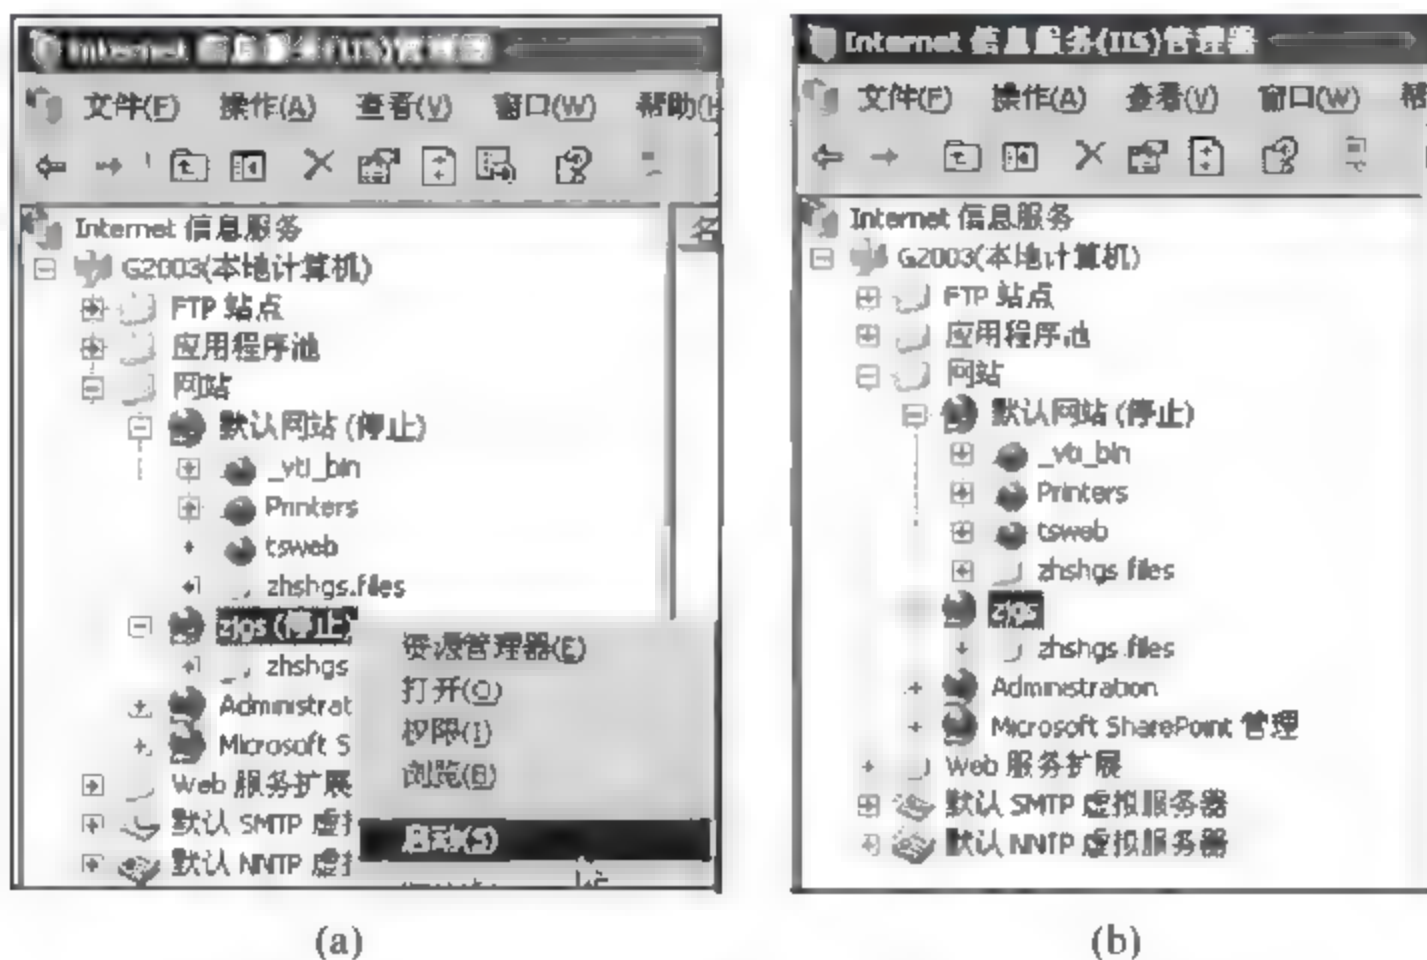 Internet 信息服务(IIS)管理器
文件(F) 操作(A) 查看(V) 窗口(W) 帮助(H
名
Internet 信息服务
G2003(本地计算机)
FTP 站点
应用程序池
网站
默认网站 (停止)
_vti_bin
Printers
tsweb
zhshgs.files
zjgs (停止)
zhshgs
Administrat
Microsoft S
Web 服务扩展
默认 SMTP 虚拟
默认 NNTP 虚拟
资源管理器(E)
打开(O)
权限(I)
浏览(B)
启动(S)
(a)
Internet 信息服务(IIS)管理器
文件(F) 操作(A) 查看(V) 窗口(W) 帮
Internet 信息服务
G2003(本地计算机)
FTP 站点
应用程序池
网站
默认网站 (停止)
_vti_bin
Printers
tsweb
zhshgs.files
zjgs
zhshgs.files
Administration
Microsoft SharePoint 管理
Web 服务扩展
默认 SMTP 虚拟服务器
默认 NNTP 虚拟服务器
(b)